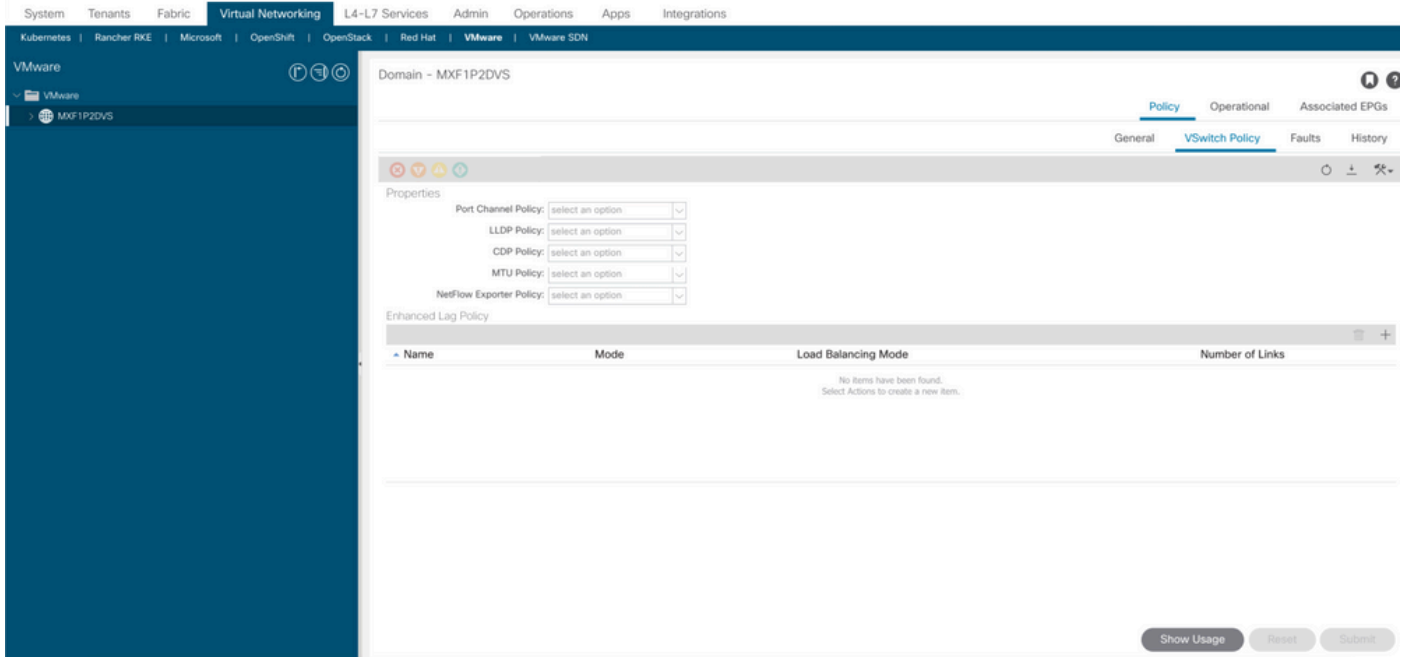 System Tenants Fabric Virtual Networking L4-L7 Services Admin Operations Apps Integrations
Kubernetes | Rancher RKE | Microsoft | OpenShift | OpenStack | Red Hat | VMware | VMware SDN
VMware
VMware
MXF1P2DVS
Domain - MXF1P2DVS
Policy Operational Associated EPGs
General VSwitch Policy Faults History
Properties
Port Channel Policy: select an option
LLDP Policy: select an option
CDP Policy: select an option
MTU Policy: select an option
NetFlow Exporter Policy: select an option
Enhanced Lag Policy
Name Mode Load Balancing Mode Number of Links
No items have been found.
Select Actions to create a new item.
Show Usage Reset Submit